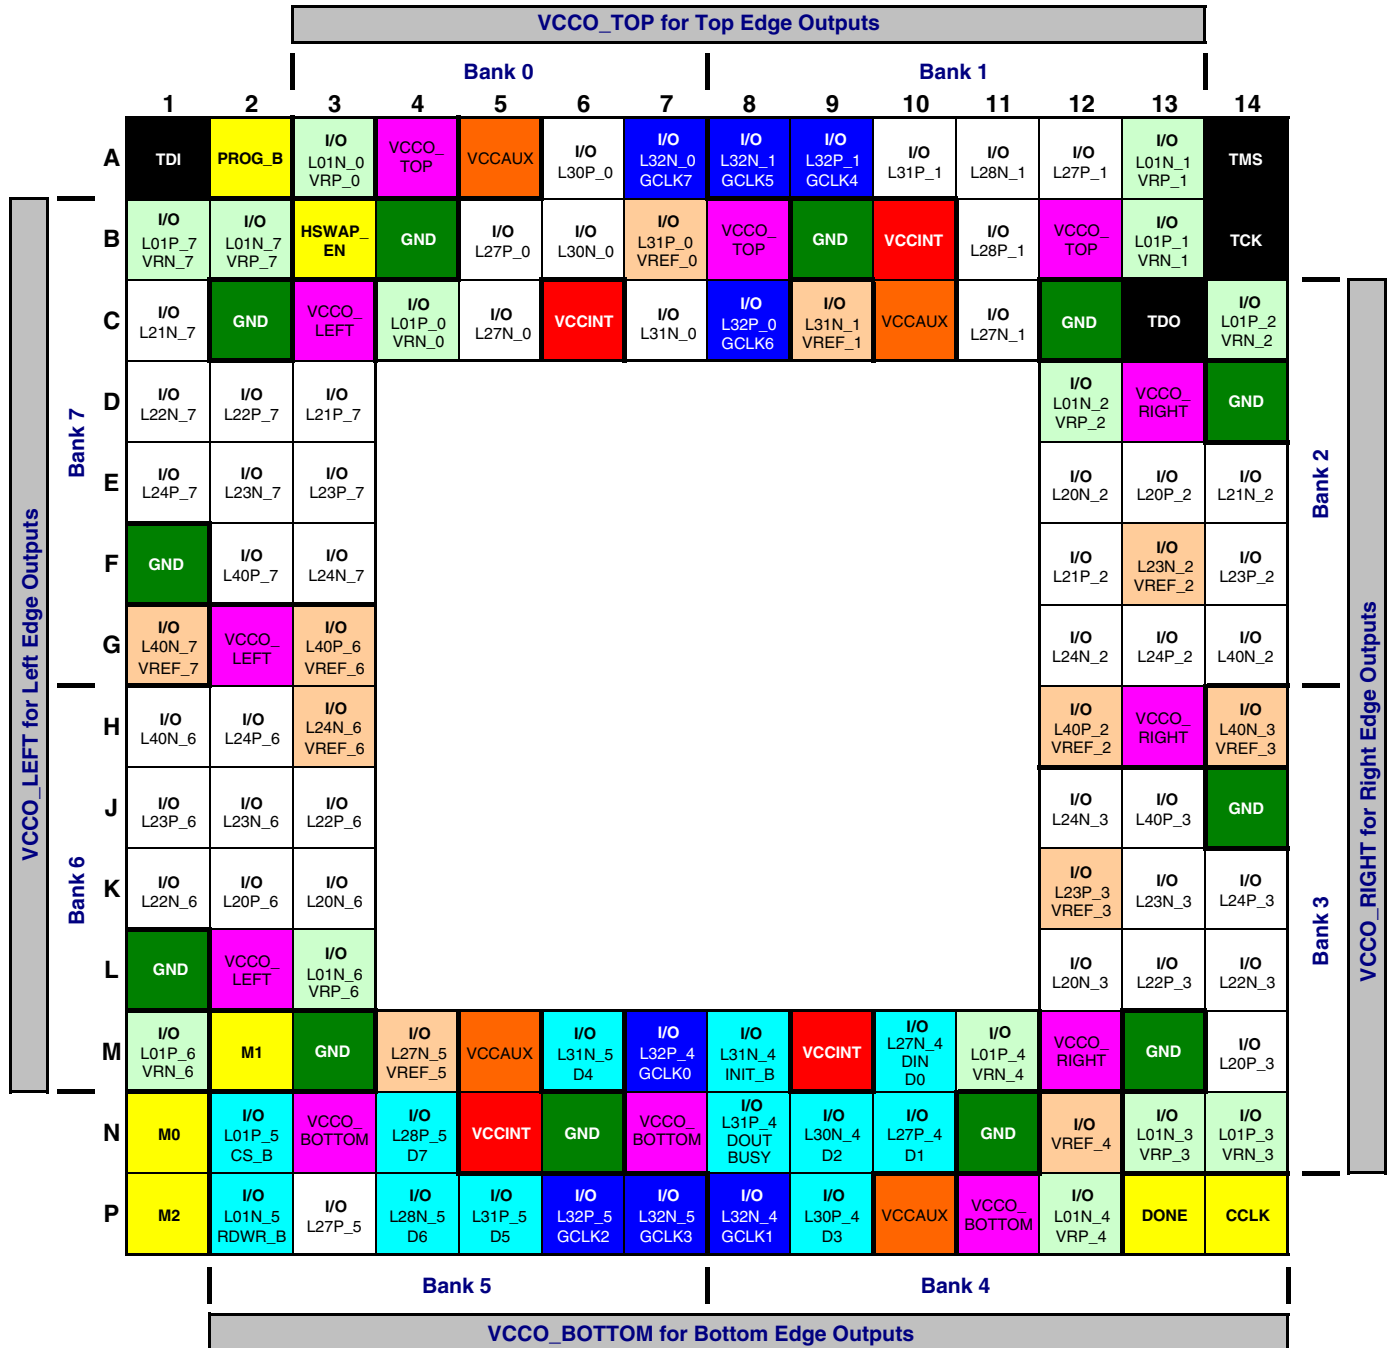 VCCO_TOP for Top Edge Outputs
Bank 0 Bank 1
1 2 3 4 5 6 7 8 9 10 11 12 13 14
A
TDI
PROG_B
I/O
L01N_0
VRP_0
VCCO_
TOP
VCCAUX
I/O
L30P_0
I/O
L32N_0
GCLK7
I/O
L32N_1
GCLK5
I/O
L32P_1
GCLK4
I/O
L31P_1
I/O
L28N_1
I/O
L27P_1
I/O
L01N_1
VRP_1
TMS
B
I/O
L01P_7
VRN_7
I/O
L01N_7
VRP_7
HSWAP_
EN
GND
I/O
L27P_0
I/O
L30N_0
I/O
L31P_0
VREF_0
VCCO_
TOP
GND
VCCINT
I/O
L28P_1
VCCO_
TOP
I/O
L01P_1
VRN_1
TCK
C
I/O
L21N_7
GND
VCCO_
LEFT
I/O
L01P_0
VRN_0
I/O
L27N_0
VCCINT
I/O
L31N_0
I/O
L32P_0
GCLK6
I/O
L31N_1
VREF_1
VCCAUX
I/O
L27N_1
GND
TDO
I/O
L01P_2
VRN_2
D
I/O
L22N_7
I/O
L22P_7
I/O
L21P_7
I/O
L01N_2
VRP_2
VCCO_
RIGHT
GND
E
I/O
L24P_7
I/O
L23N_7
I/O
L23P_7
I/O
L20N_2
I/O
L20P_2
I/O
L21N_2
F
GND
I/O
L40P_7
I/O
L24N_7
I/O
L21P_2
I/O
L23N_2
VREF_2
I/O
L23P_2
G
I/O
L40N_7
VREF_7
VCCO_
LEFT
I/O
L40P_6
VREF_6
I/O
L24N_2
I/O
L24P_2
I/O
L40N_2
H
I/O
L40N_6
I/O
L24P_6
I/O
L24N_6
VREF_6
I/O
L40P_2
VREF_2
VCCO_
RIGHT
I/O
L40N_3
VREF_3
J
I/O
L23P_6
I/O
L23N_6
I/O
L22P_6
I/O
L24N_3
I/O
L40P_3
GND
K
I/O
L22N_6
I/O
L20P_6
I/O
L20N_6
I/O
L23P_3
VREF_3
I/O
L23N_3
I/O
L24P_3
L
GND
VCCO_
LEFT
I/O
L01N_6
VRP_6
I/O
L20N_3
I/O
L22P_3
I/O
L22N_3
M
I/O
L01P_6
VRN_6
M1
GND
I/O
L27N_5
VREF_5
VCCAUX
I/O
L31N_5
D4
I/O
L32P_4
GCLK0
I/O
L31N_4
INIT_B
VCCINT
I/O
L27N_4
DIN
D0
I/O
L01P_4
VRN_4
VCCO_
RIGHT
GND
I/O
L20P_3
N
M0
I/O
L01P_5
CS_B
VCCO_
BOTTOM
I/O
L28P_5
D7
VCCINT
GND
VCCO_
BOTTOM
I/O
L31P_4
DOUT
BUSY
I/O
L30N_4
D2
I/O
L27P_4
D1
GND
I/O
VREF_4
I/O
L01N_3
VRP_3
I/O
L01P_3
VRN_3
P
M2
I/O
L01N_5
RDWR_B
I/O
L27P_5
I/O
L28N_5
D6
I/O
L31P_5
D5
I/O
L32P_5
GCLK2
I/O
L32N_5
GCLK3
I/O
L32N_4
GCLK1
I/O
L30P_4
D3
VCCAUX
VCCO_
BOTTOM
I/O
L01N_4
VRP_4
DONE
CCLK
VCCO_LEFT for Left Edge Outputs
Bank 7
Bank 6
Bank 2
Bank 3
VCCO_RIGHT for Right Edge Outputs
Bank 5 Bank 4
VCCO_BOTTOM for Bottom Edge Outputs